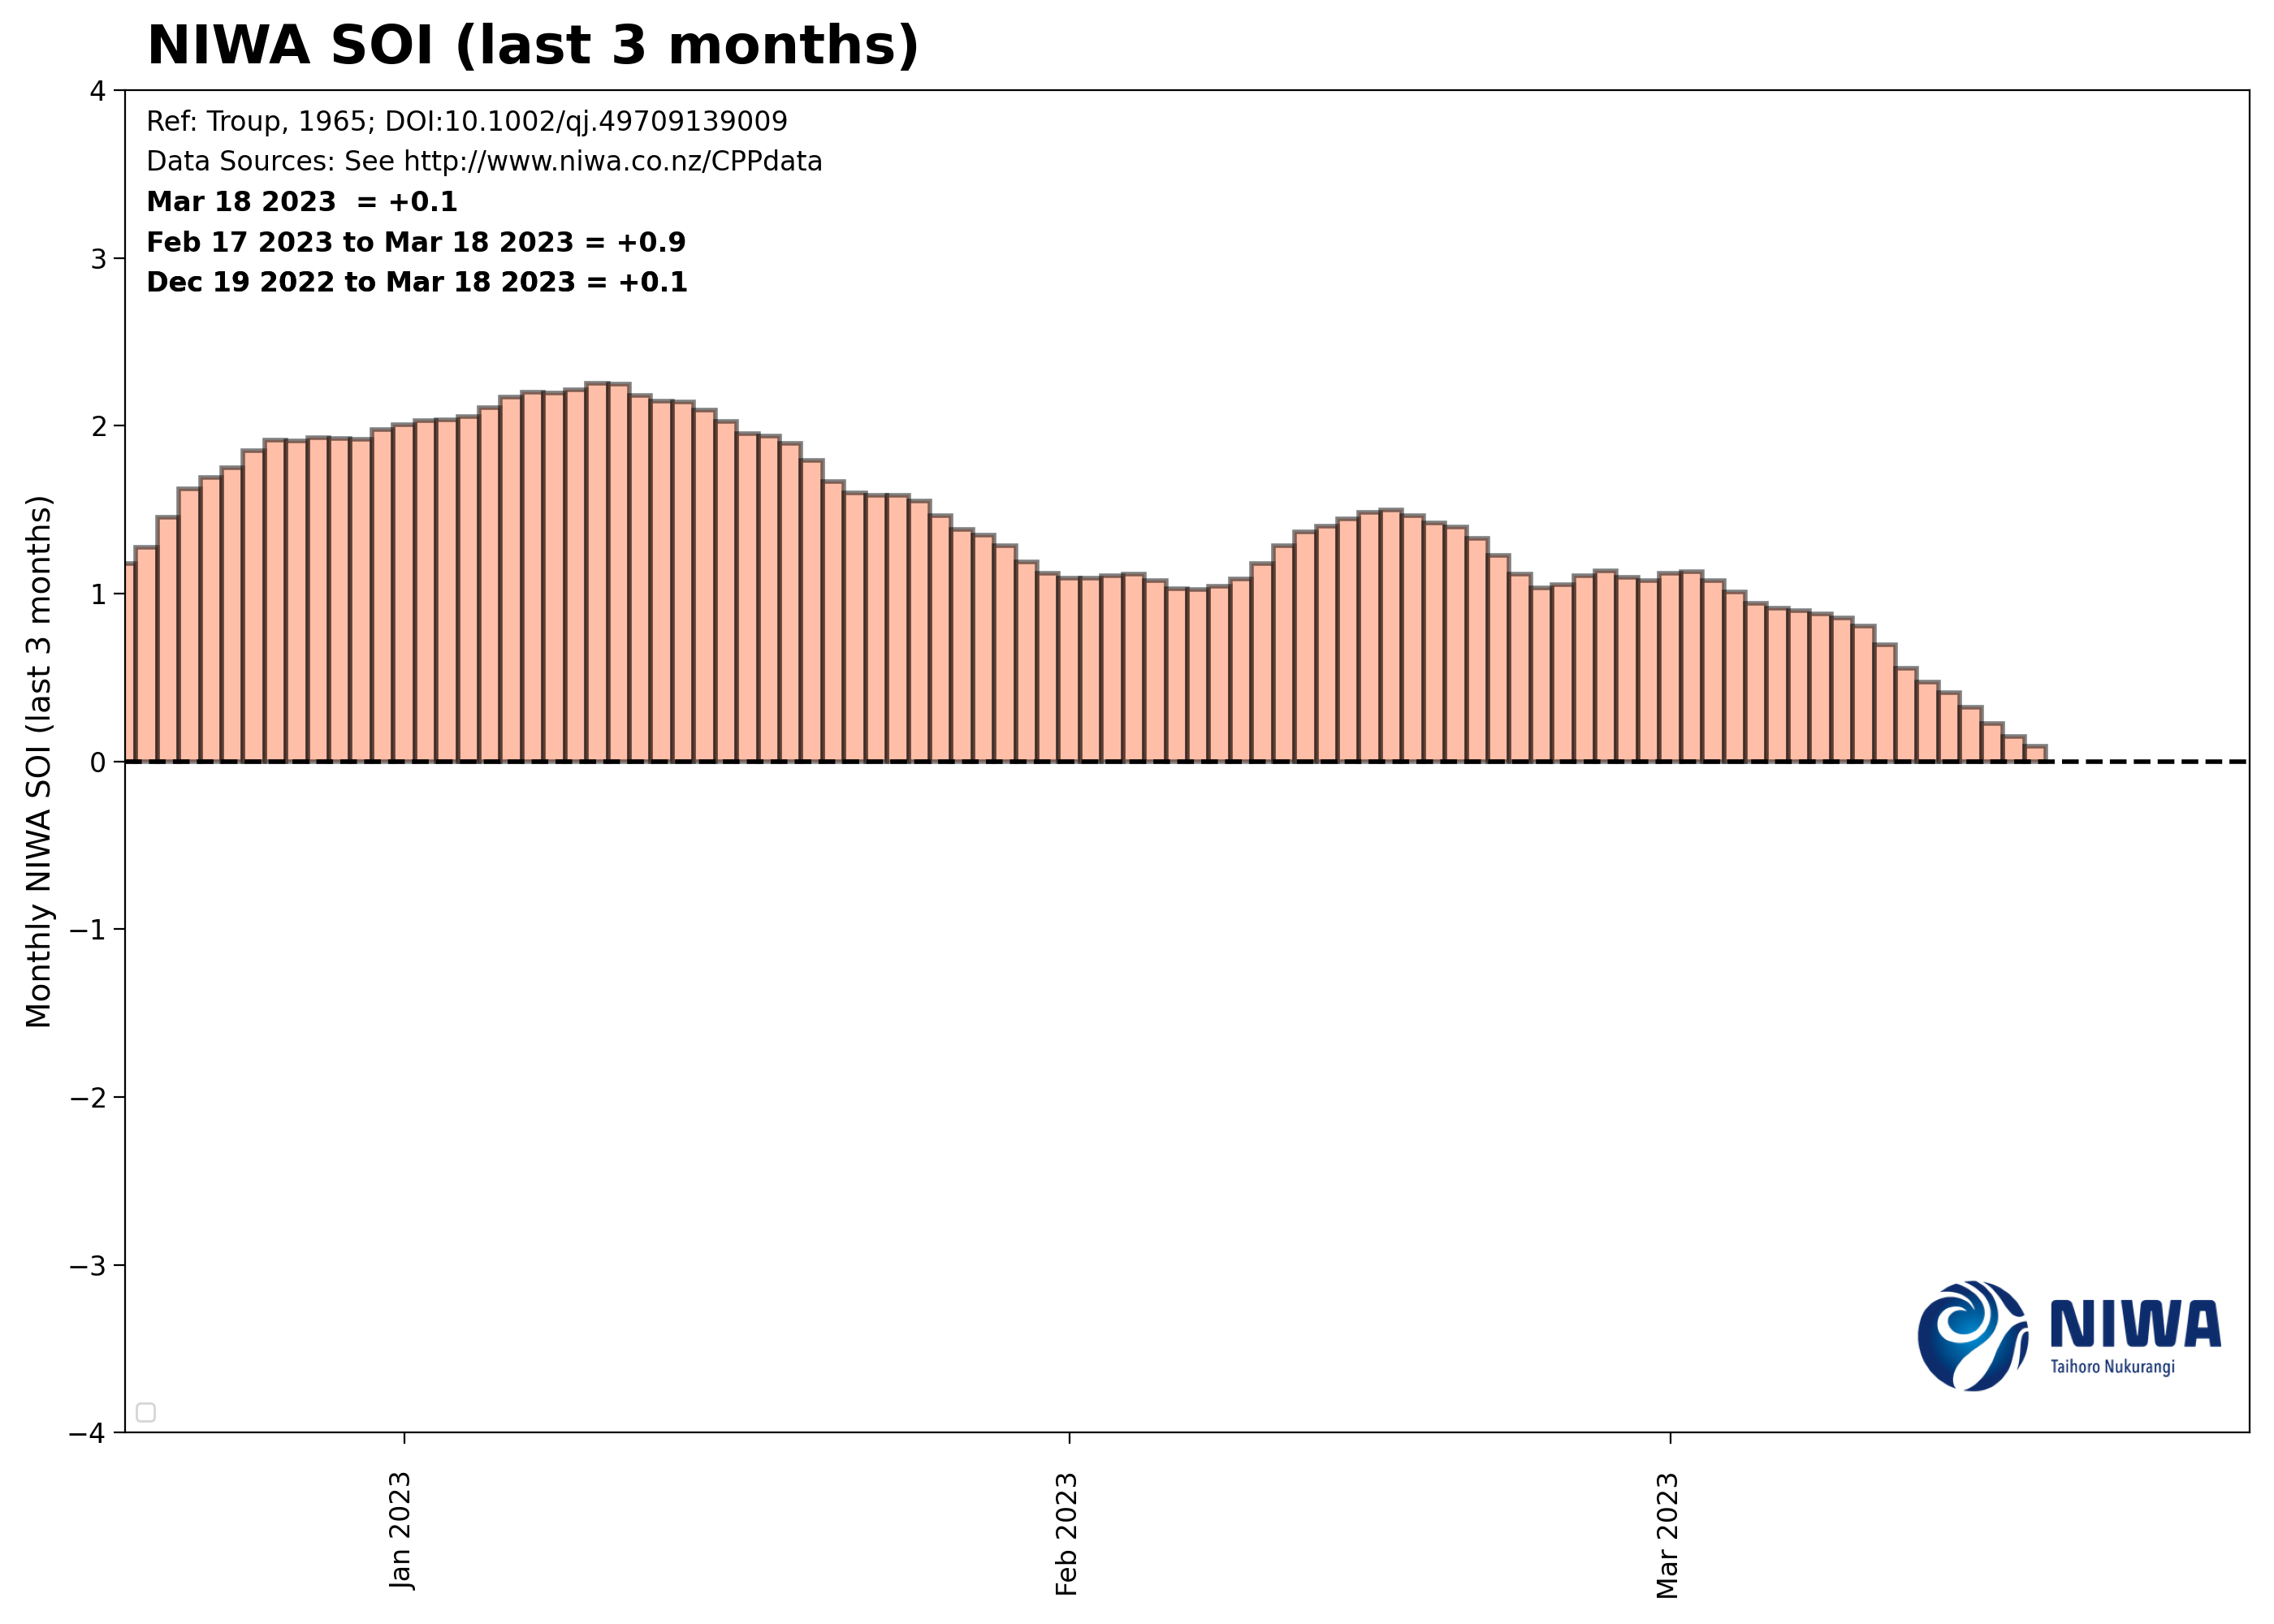 NIWA SOI (last 3 months)
Ref: Troup, 1965; DOI:10.1002/qj.49709139009
Data Sources: See http://www.niwa.co.nz/CPPdata
Mar 18 2023  = +0.1
Feb 17 2023 to Mar 18 2023 = +0.9
Dec 19 2022 to Mar 18 2023 = +0.1
Monthly NIWA SOI (last 3 months)
4
3
2
1
0
−1
−2
−3
−4
Jan 2023
Feb 2023
Mar 2023
NIWA
Taihoro Nukurangi